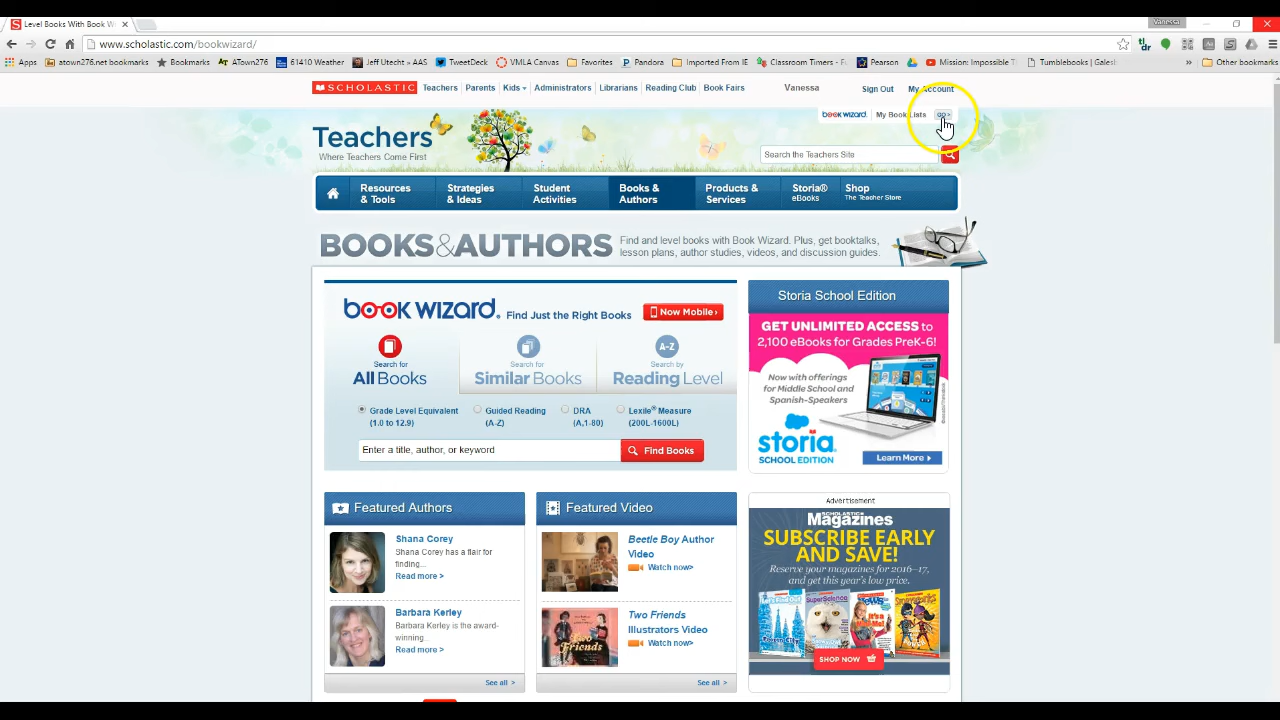 Level Books With Book W
Vanessa
www.scholastic.com/bookwizard/
Apps
atown276.net
Bookmarks
ATown276.org
61410 Weather
Jeff Utecht > AAS
TweetDeck
VMLA Canvas
Favorites
Pandora
Imported From IE
Classroom Timers - Fu
Pearson
Mission: Impossible T
Tumblebooks | Galesb
Other bookmarks
SCHOLASTIC
Teachers
Parents
Kids
Administrators
Librarians
Reading Club
Book Fairs
Vanessa
Sign Out
My Account
book wizard.
My Book Lists
GO >
Teachers
Where Teachers Come First
Search the Teachers Site
Resources
& Tools
Strategies
& Ideas
Student
Activities
Books &
Authors
Products &
Services
Storia®
eBooks
Shop
The Teacher Store
BOOKS&AUTHORS
Find and level books with Book Wizard. Plus, get booktalks,
lesson plans, author studies, videos, and discussion guides.
book wizard.
Find Just the Right Books
Now Mobile ›
Search for
All Books
Search for
Similar Books
A-Z
Search by
Reading Level
Grade Level Equivalent
(1.0 to 12.9)
Guided Reading
(A-Z)
DRA
(A,1-80)
Lexile® Measure
(200L-1600L)
Enter a title, author, or keyword
Find Books
Storia School Edition
GET UNLIMITED ACCESS to
2,100 eBooks for Grades PreK-6!
Now with offerings
for Middle School and
Spanish-Speakers
storia
SCHOOL EDITION
Learn More
Featured Authors
Shana Corey
Shana Corey has a flair for
finding...
Read more >
Barbara Kerley
Barbara Kerley is the award-
winning...
Read more >
See all >
Featured Video
Beetle Boy Author
Video
Watch now>
Two Friends
Illustrators Video
Watch now>
See all >
Advertisement
SCHOLASTIC
Magazines
SUBSCRIBE EARLY
AND SAVE!
Reserve your magazines for 2016–17,
and get this year's low price.
SHOP NOW